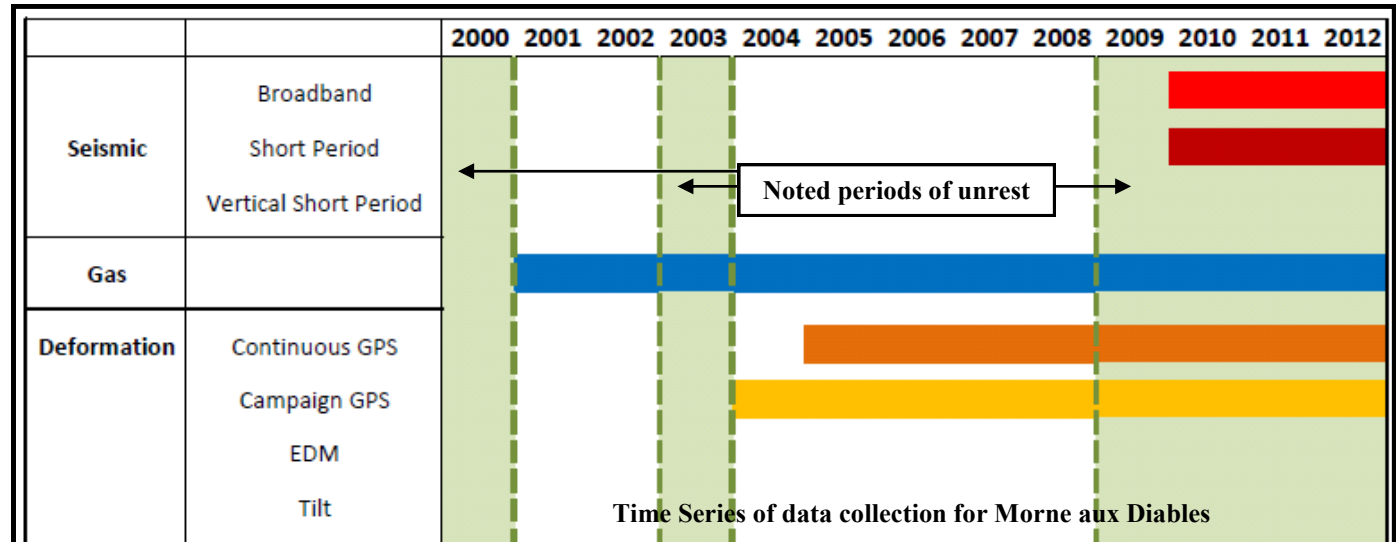 2000 2001 2002 2003 2004 2005 2006 2007 2008 2009 2010 2011 2012
Seismic
Broadband
Short Period
Vertical Short Period
Noted periods of unrest
Gas
Deformation
Continuous GPS
Campaign GPS
EDM
Tilt
Time Series of data collection for Morne aux Diables